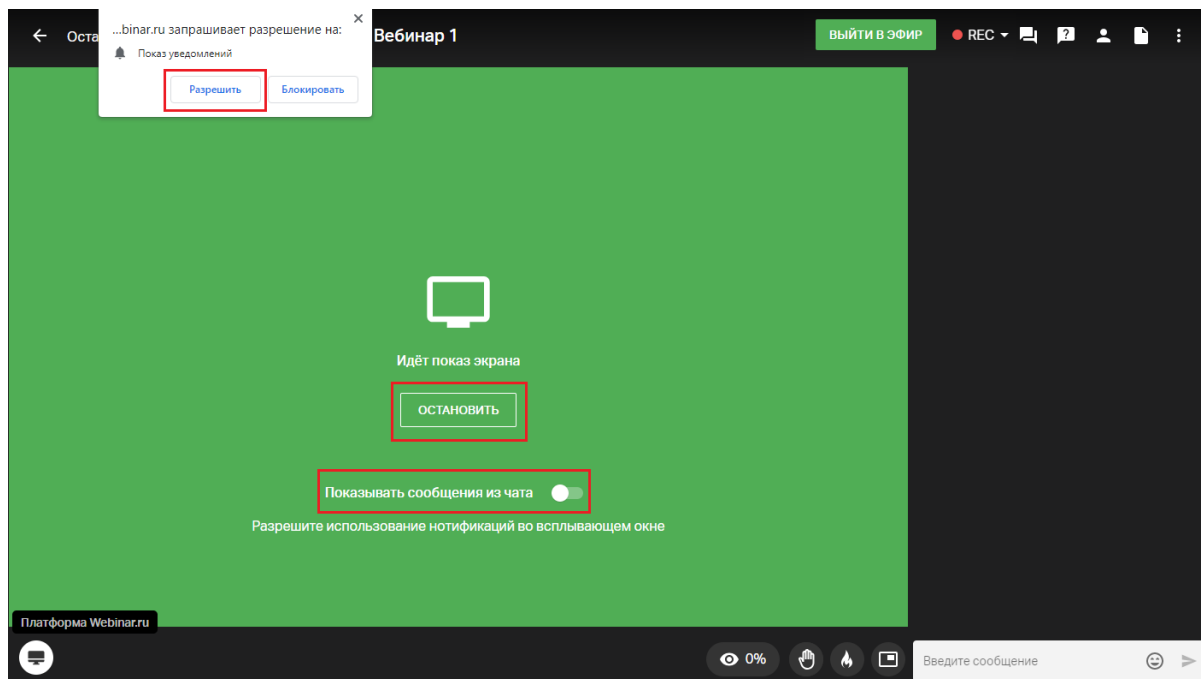 ...binar.ru запрашивает разрешение на:
Показ уведомлений
Разрешить
Блокировать
Оста
Вебинар 1
ВЫЙТИ В ЭФИР
REC
Идёт показ экрана
ОСТАНОВИТЬ
Показывать сообщения из чата
Разрешите использование нотификаций во всплывающем окне
Платформа Webinar.ru
0%
Введите сообщение